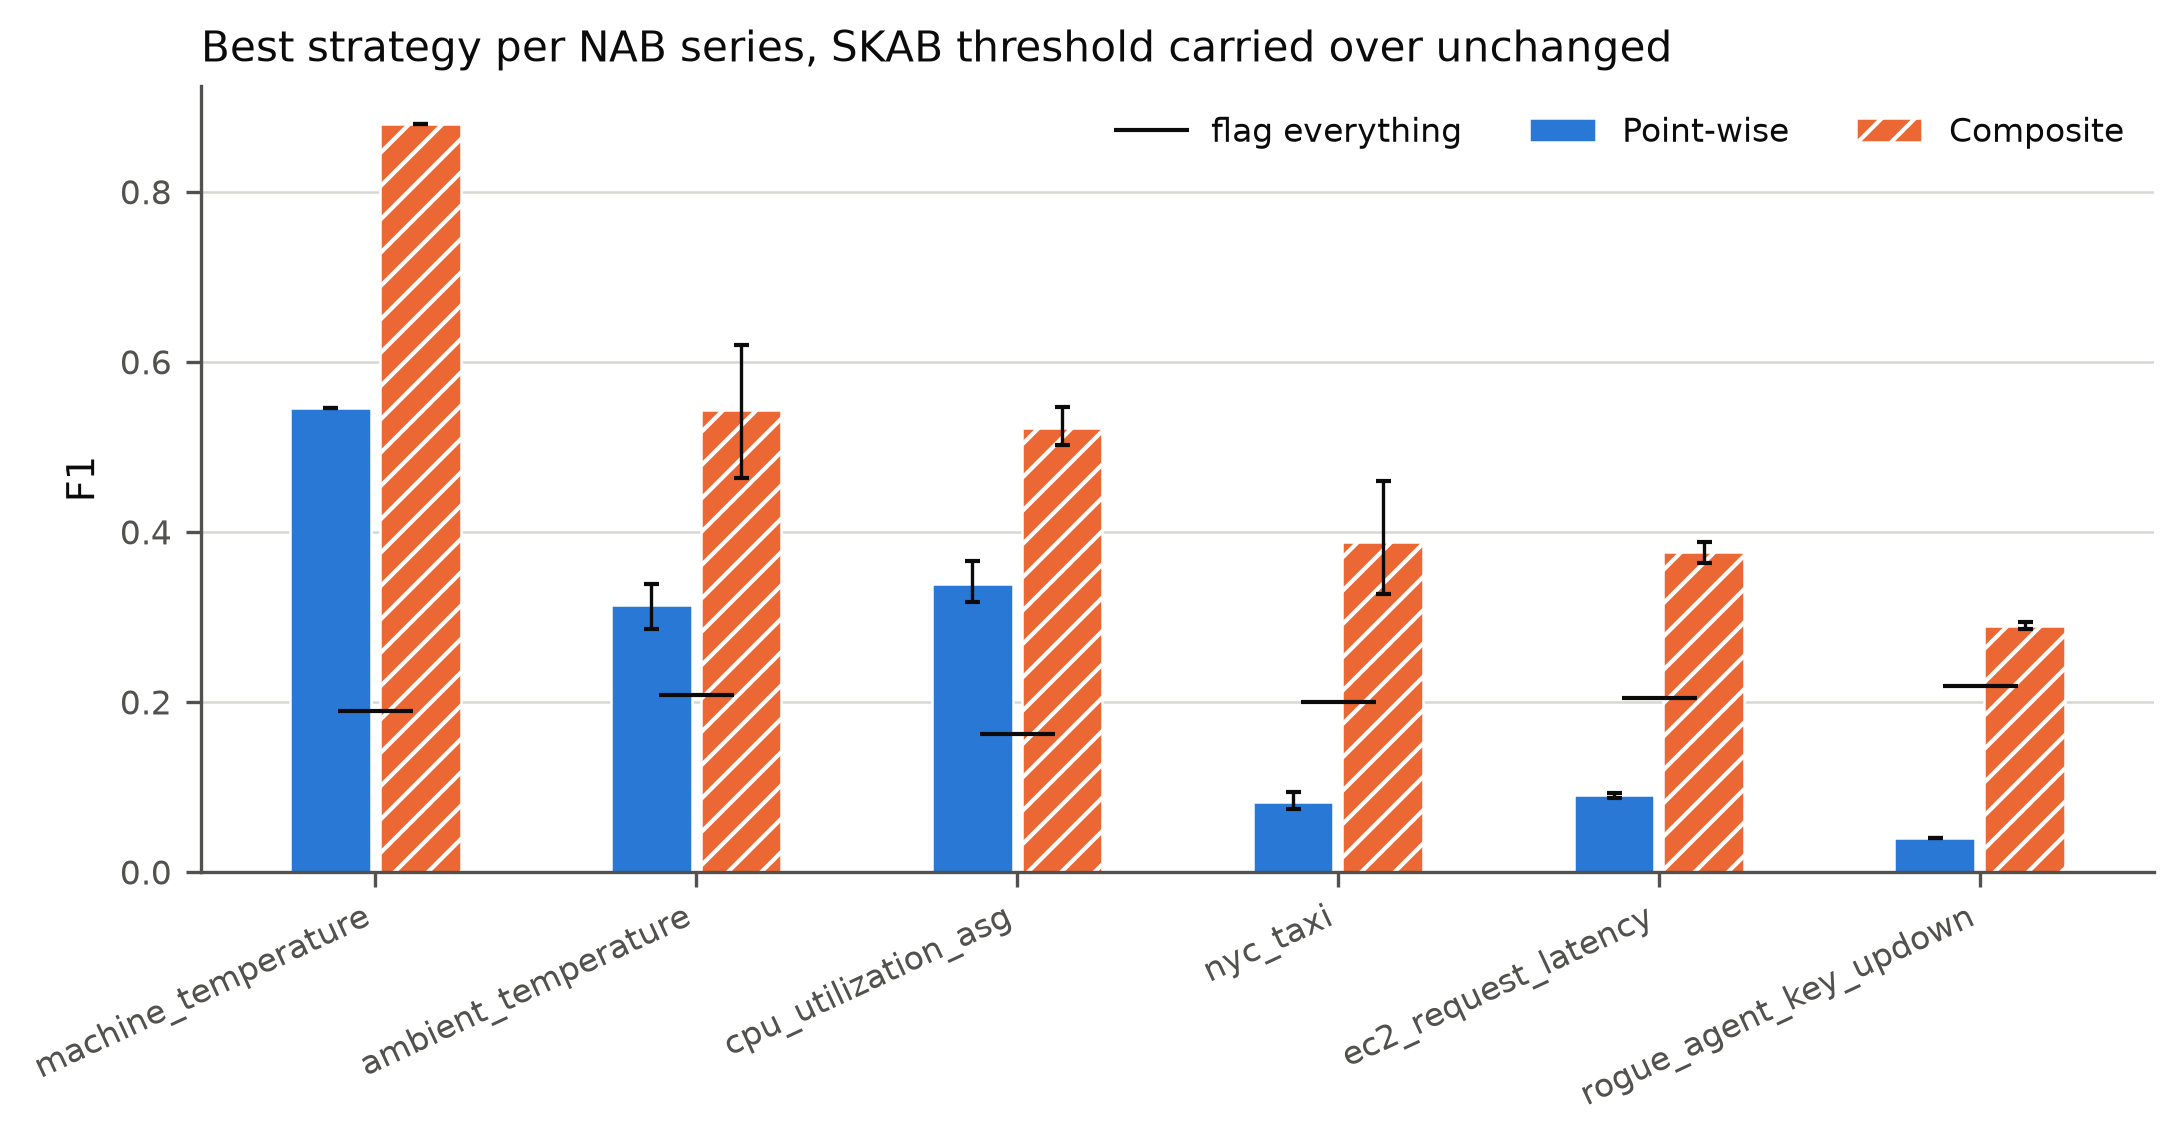 Best strategy per NAB series, SKAB threshold carried over unchanged
flag everything
Point-wise
Composite
F1
0.8
0.6
0.4
0.2
0.0
machine_temperature
ambient_temperature
cpu_utilization_asg
nyc_taxi
ec2_request_latency
rogue_agent_key_updown